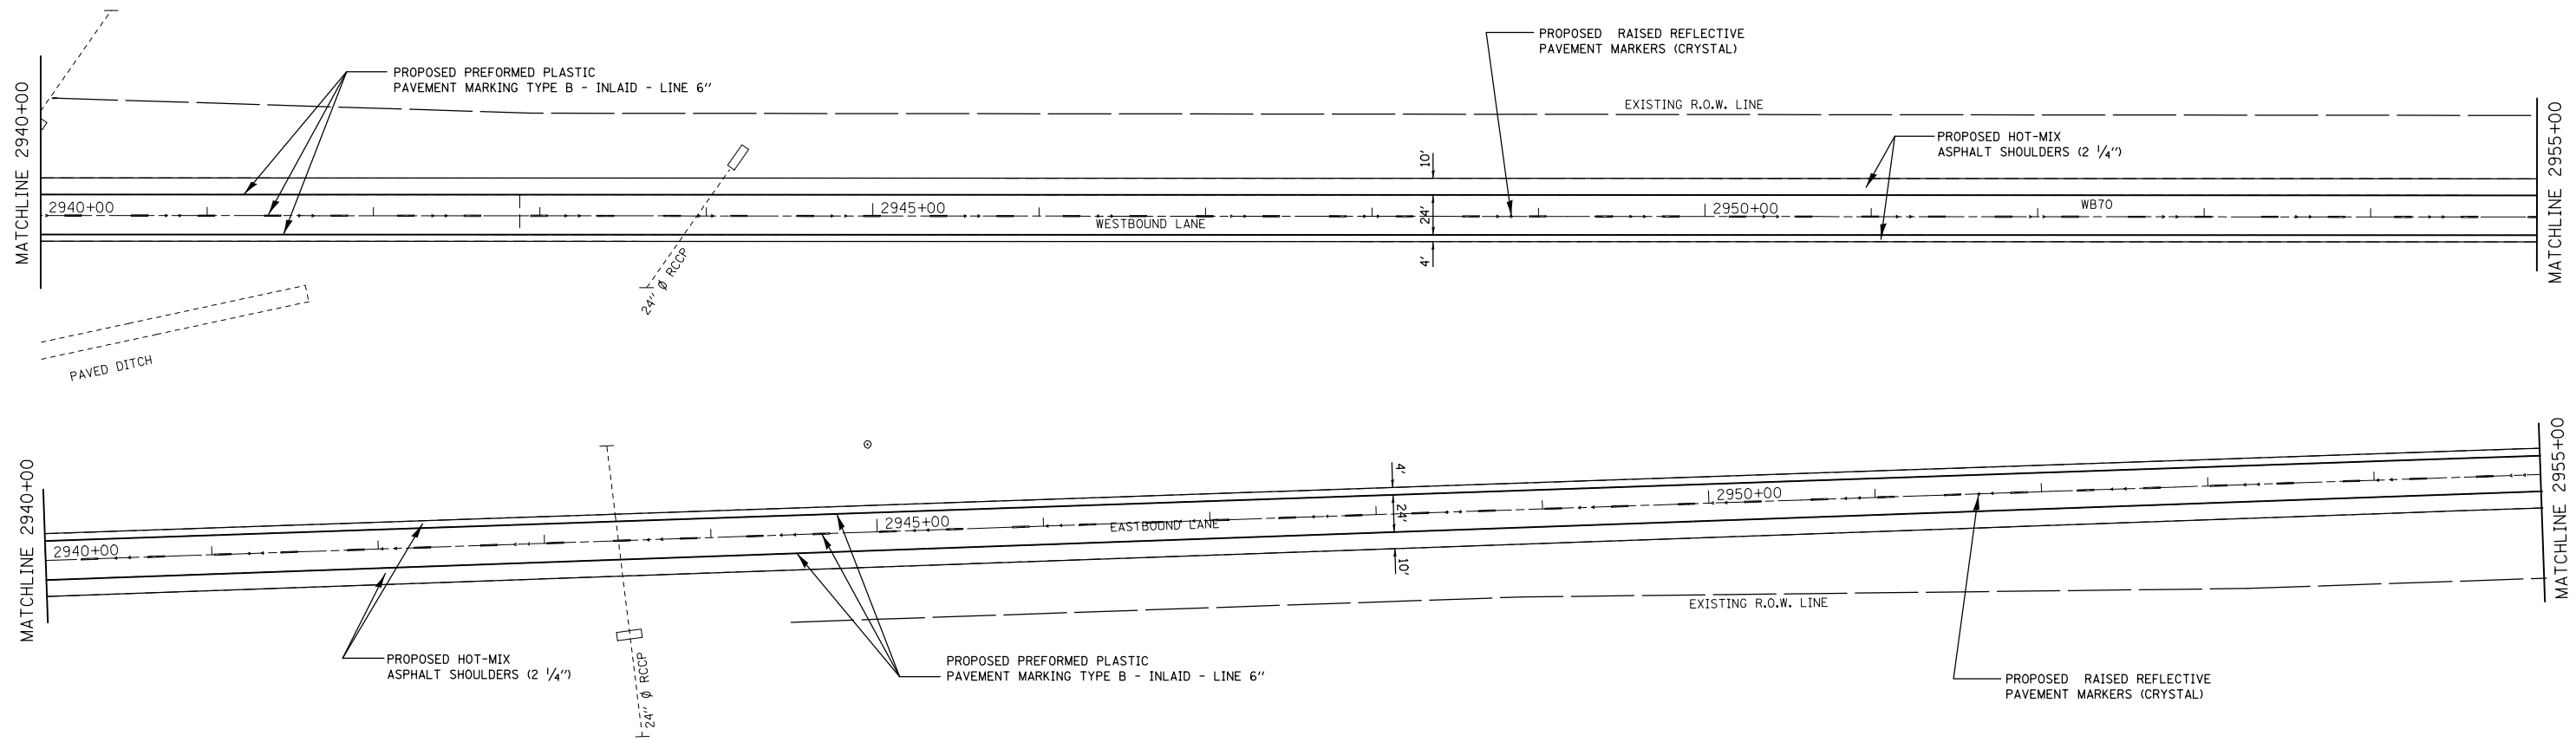 PROPOSED RAISED REFLECTIVE
PAVEMENT MARKERS (CRYSTAL)
PROPOSED PREFORMED PLASTIC
PAVEMENT MARKING TYPE B - INLAID - LINE 6"
EXISTING R.O.W. LINE
PROPOSED HOT-MIX
ASPHALT SHOULDERS (2 1/4")
MATCHLINE 2940+00
10'
MATCHLINE 2955+00
2940+00
2945+00
24'
2950+00
WB70
WESTBOUND LANE
4'
24" Ø RCCP
PAVED DITCH
MATCHLINE 2940+00
4'
MATCHLINE 2955+00
2940+00
2945+00
EASTBOUND LANE
24'
2950+00
10'
EXISTING R.O.W. LINE
PROPOSED HOT-MIX
ASPHALT SHOULDERS (2 1/4")
24" Ø RCCP
PROPOSED PREFORMED PLASTIC
PAVEMENT MARKING TYPE B - INLAID - LINE 6"
PROPOSED RAISED REFLECTIVE
PAVEMENT MARKERS (CRYSTAL)